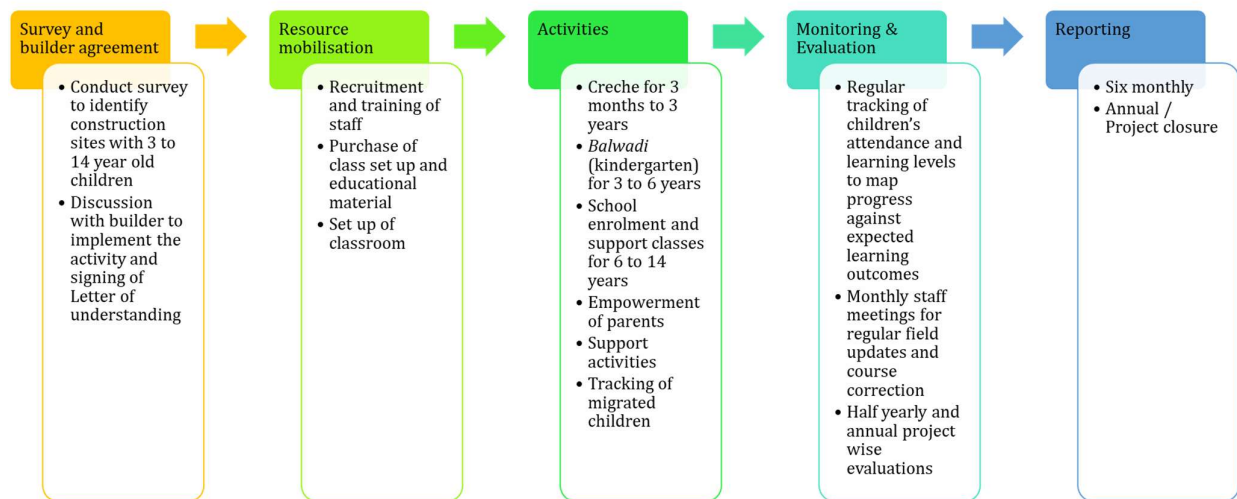 Survey and
builder agreement
• Conduct survey
to identify
construction
sites with 3 to
14 year old
children
• Discussion
with builder to
implement the
activity and
signing of
Letter of
understanding
Resource
mobilisation
• Recruitment
and training of
staff
• Purchase of
class set up and
educational
material
• Set up of
classroom
Activities
• Creche for 3
months to 3
years
• Balwadi
(kindergarten)
for 3 to 6 years
• School
enrolment and
support classes
for 6 to 14
years
• Empowerment
of parents
• Support
activities
• Tracking of
migrated
children
Monitoring &
Evaluation
• Regular
tracking of
children’s
attendance and
learning levels
to map
progress
against
expected
learning
outcomes
• Monthly staff
meetings for
regular field
updates and
course
correction
• Half yearly and
annual project
wise
evaluations
Reporting
• Six monthly
• Annual /
Project closure